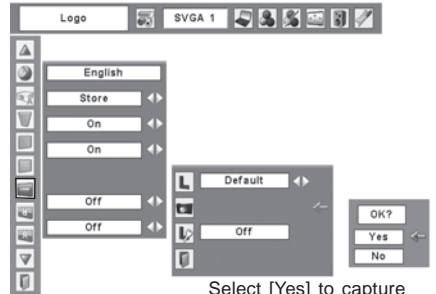 Logo
SVGA 1
English
Store
On
On
Off
Off
Default
Off
OK?
Yes
No
Select [Yes] to capture